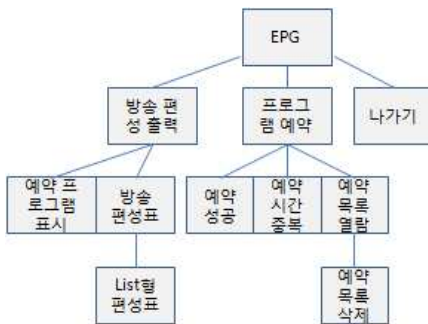 EPG
방송 편
성 출력
프로그
램 예약
나가기
예약 프
로그램
표시
방송
편성표
예약
성공
예약
시간
중복
예약
목록
열람
List형
편성표
예약
목록
삭제